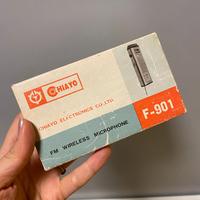 CHIAYO
CHIAYO ELECTRONICS CO.,LTD.
F-901
FM WIRELESS MICROPHONE